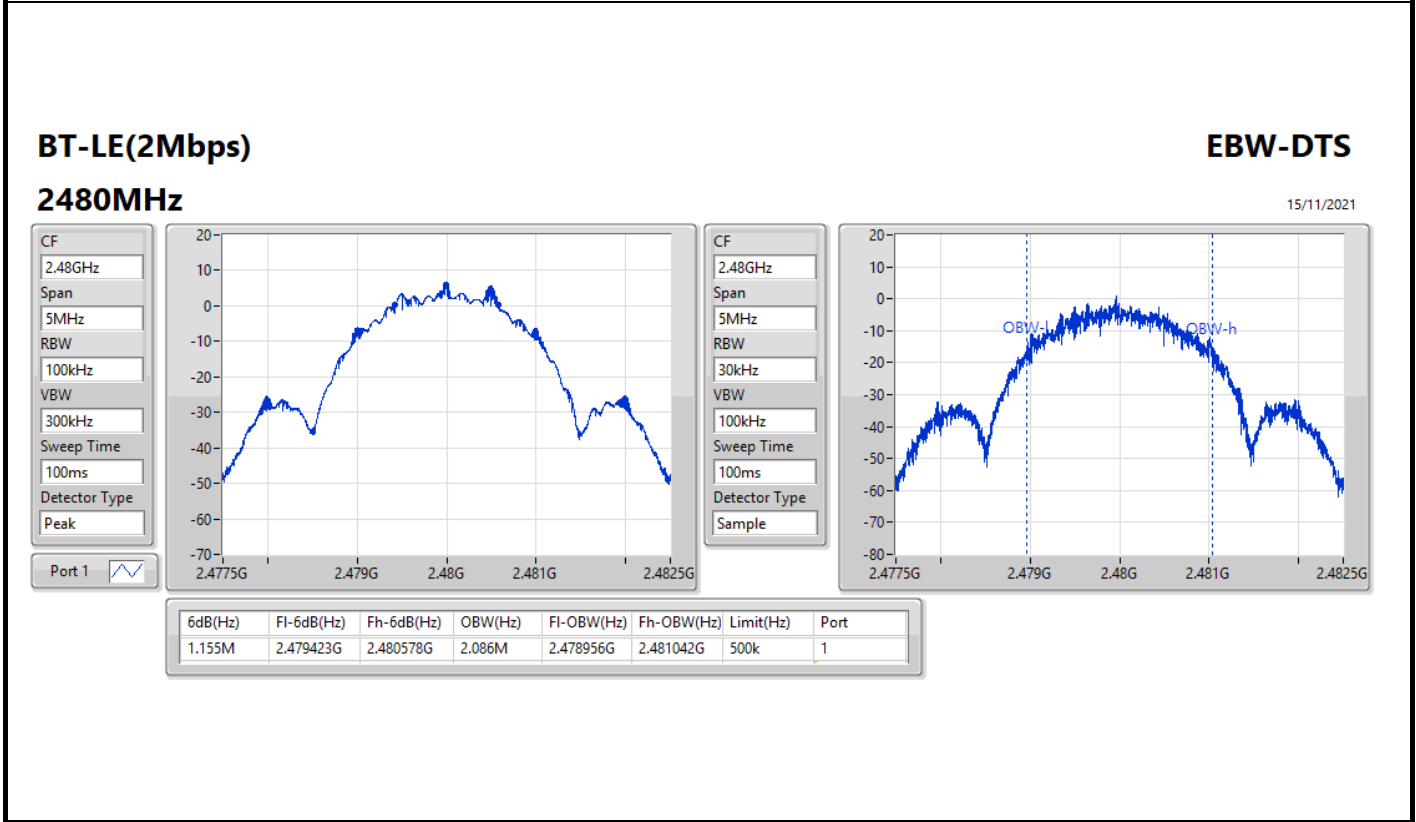 BT-LE(2Mbps)
EBW-DTS
2480MHz
15/11/2021
CF
2.48GHz
Span
5MHz
RBW
100kHz
VBW
300kHz
Sweep Time
100ms
Detector Type
Peak
Port 1
20
10
0
-10
-20
-30
-40
-50
-60
-70
2.4775G 2.479G 2.48G 2.481G 2.4825G
CF
2.48GHz
Span
5MHz
RBW
30kHz
VBW
100kHz
Sweep Time
100ms
Detector Type
Sample
20
10
0
-10
-20
-30
-40
-50
-60
-70
-80
OBW-l OBW-h
2.4775G 2.479G 2.48G 2.481G 2.4825G
6dB(Hz) Fl-6dB(Hz) Fh-6dB(Hz) OBW(Hz) Fl-OBW(Hz) Fh-OBW(Hz) Limit(Hz) Port
1.155M 2.479423G 2.480578G 2.086M 2.478956G 2.481042G 500k 1